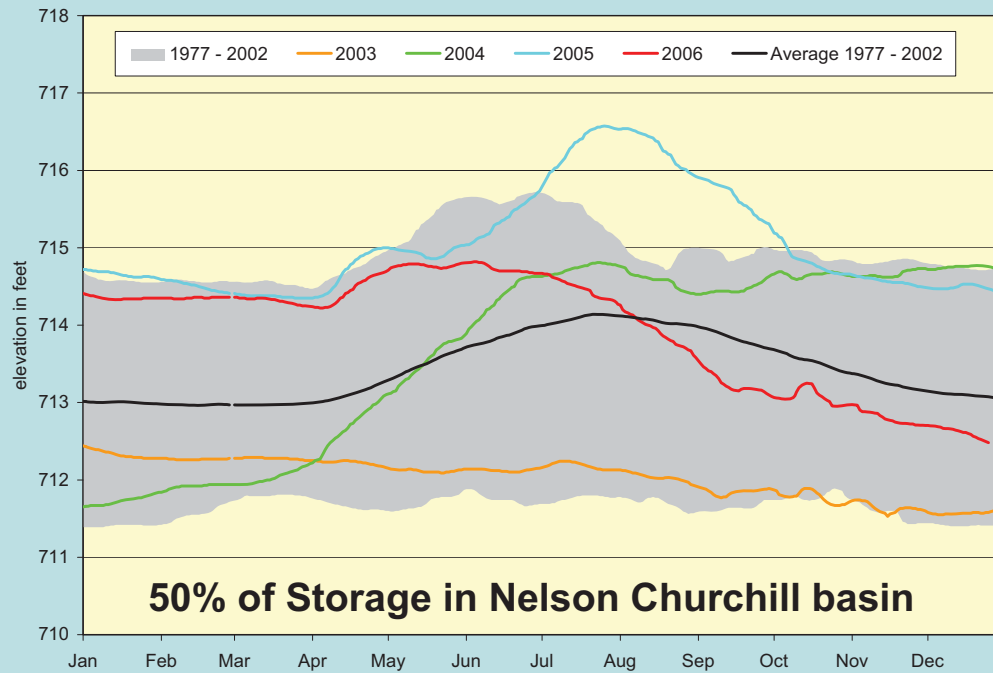 718
1977 - 2002 2003 2004 2005 2006 Average 1977 - 2002
717
716
715
714
713
712
711
710
elevation in feet
50% of Storage in Nelson Churchill basin
Jan Feb Mar Apr May Jun Jul Aug Sep Oct Nov Dec